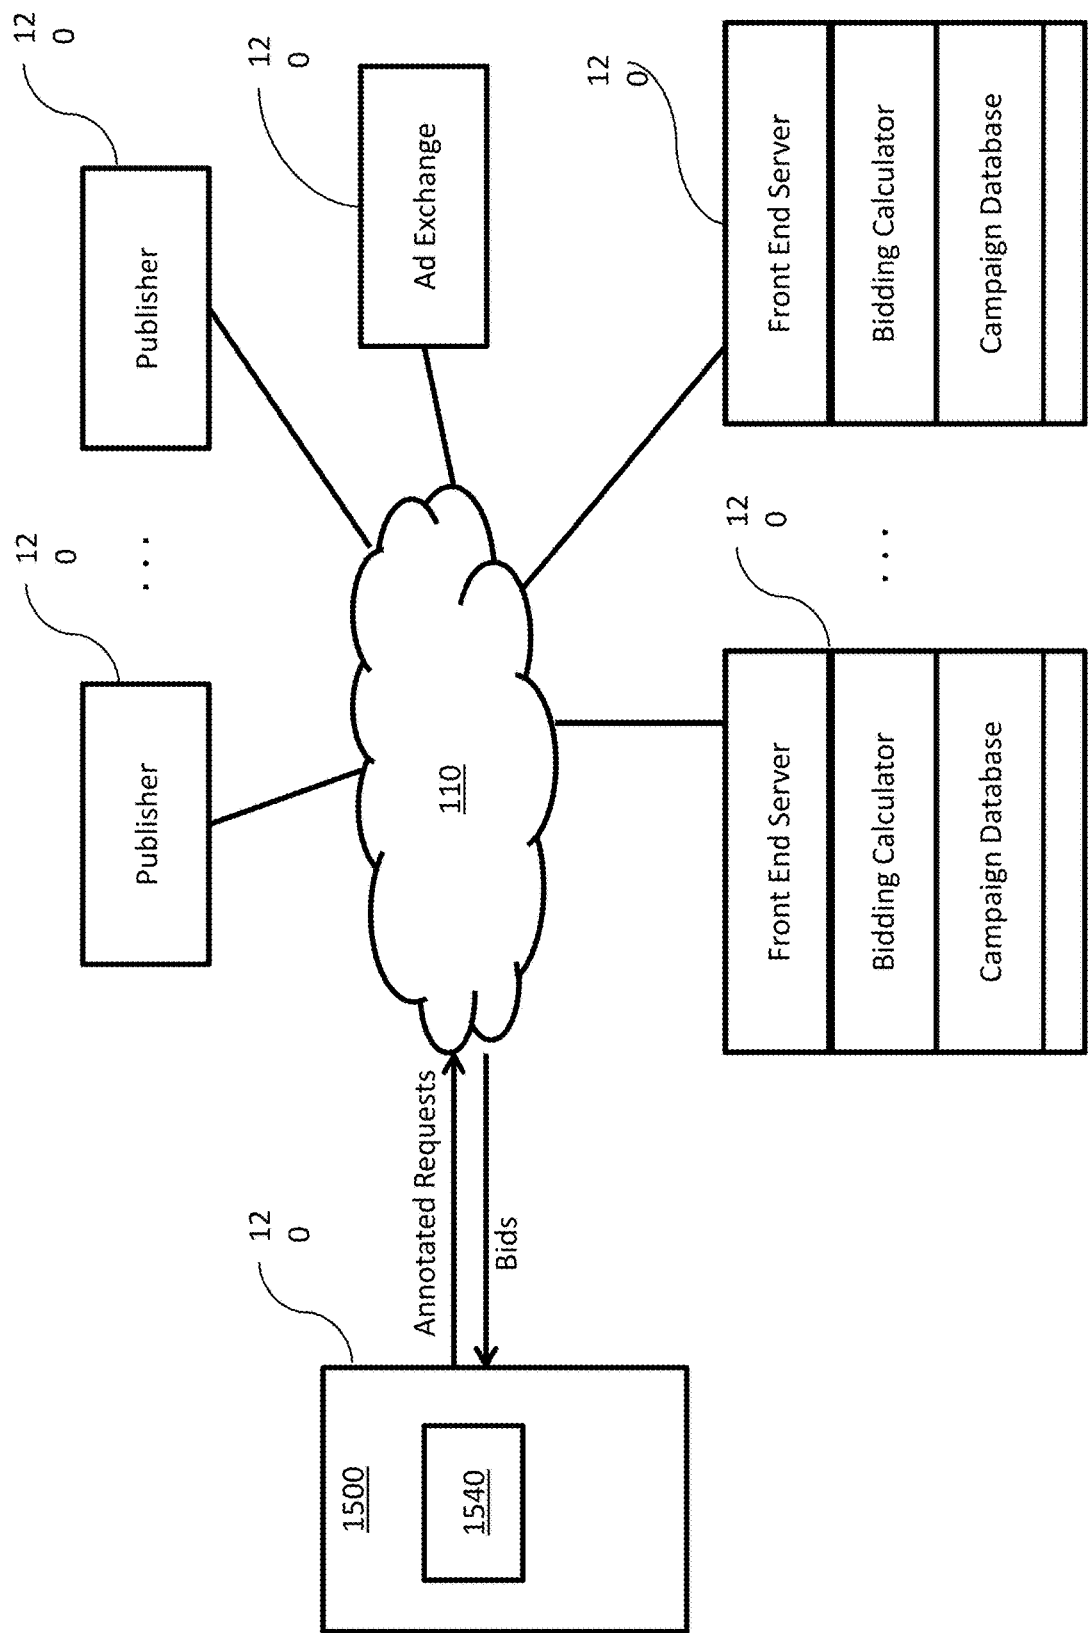 12
0
12
0
Publisher
...
Publisher
12
0
12
0
1500
Annotated Requests
Ad Exchange
110
1540
Bids
12
0
12
0
Front End Server
Bidding Calculator
Campaign Database
...
Front End Server
Bidding Calculator
Campaign Database